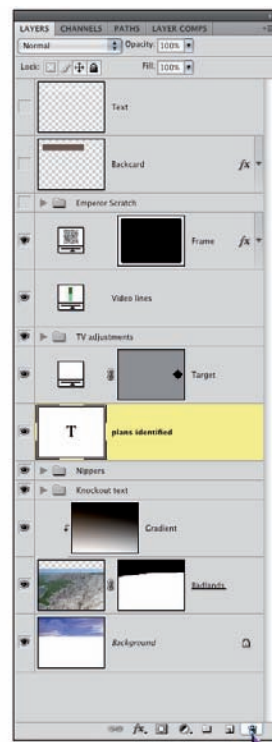 LAYERS CHANNELS PATHS LAYER COMPS
Normal Opacity: 100%
Lock: Fill: 100%
Text
Backcard fx
Emperor Scratch
Frame fx
Video lines
TV adjustments
Target
T plans identified
Nippers
Knockout text
Gradient
Badlands
Background
fx